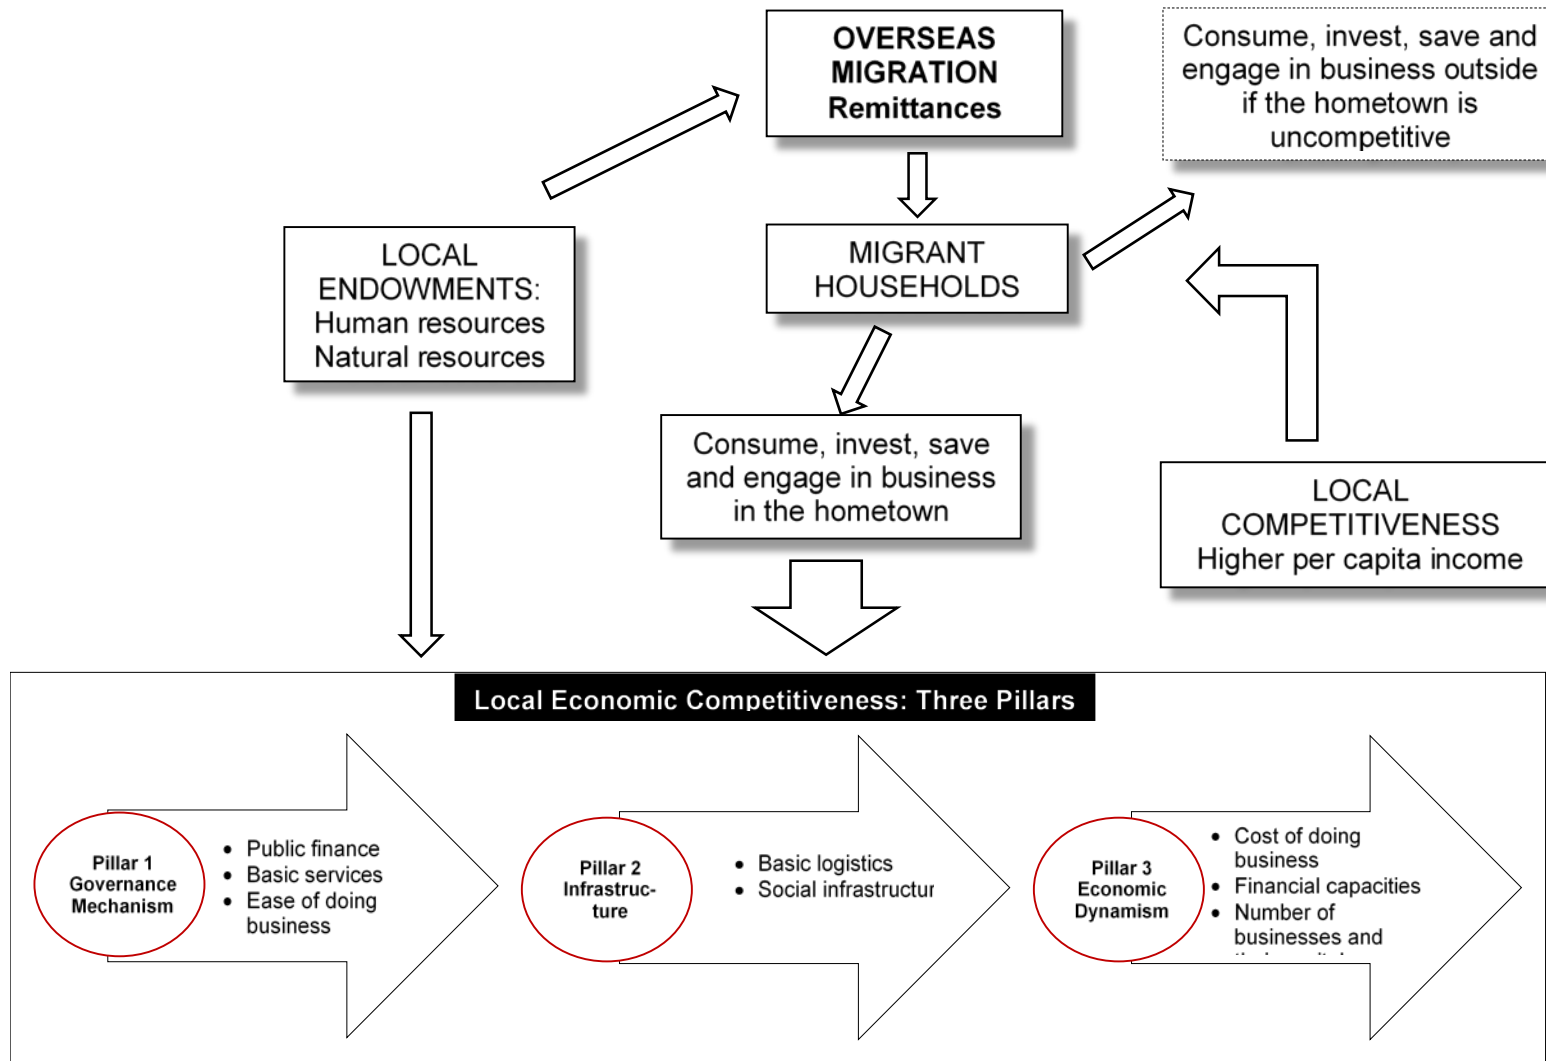 OVERSEAS
MIGRATION
Remittances
Consume, invest, save and
engage in business outside
if the hometown is
uncompetitive
LOCAL
ENDOWMENTS:
Human resources
Natural resources
MIGRANT
HOUSEHOLDS
Consume, invest, save
and engage in business
in the hometown
LOCAL
COMPETITIVENESS
Higher per capita income
Local Economic Competitiveness: Three Pillars
Pillar 1
Governance
Mechanism
• Public finance
• Basic services
• Ease of doing
business
Pillar 2
Infrastruc-
ture
• Basic logistics
• Social infrastructur
Pillar 3
Economic
Dynamism
• Cost of doing
business
• Financial capacities
• Number of
businesses and